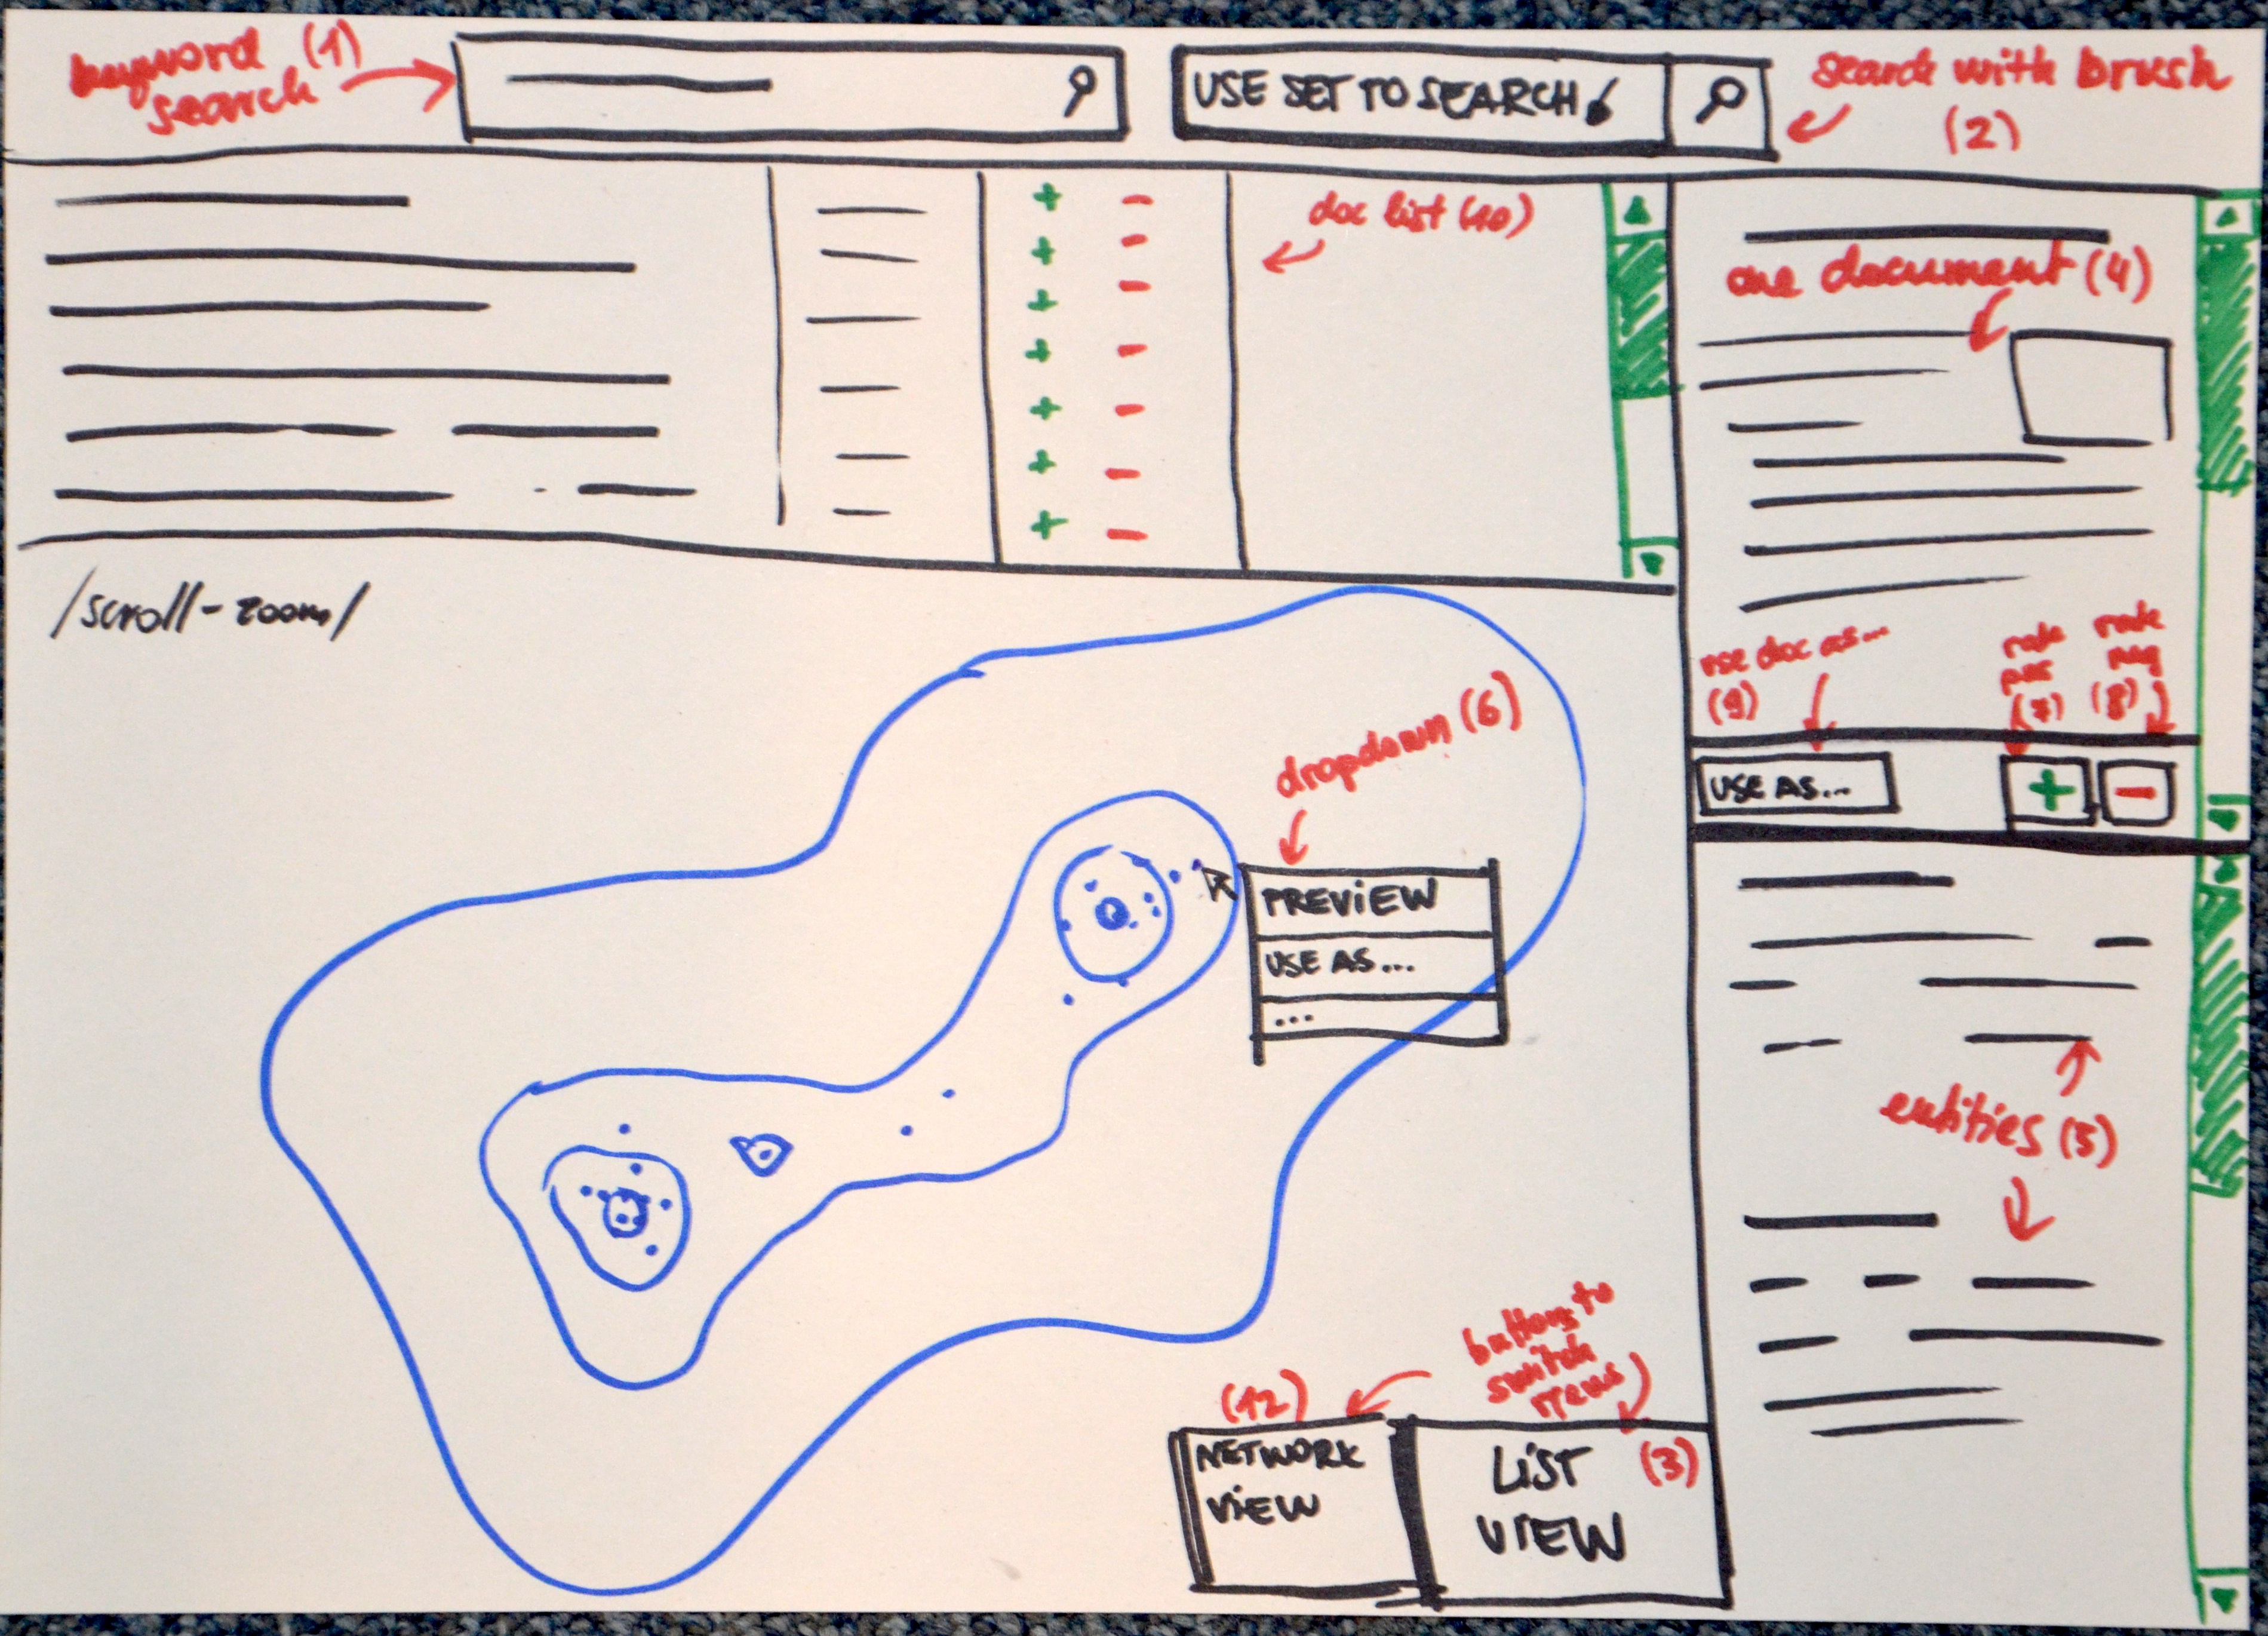 keyword (1)
search
USE SET TO SEARCH
search with brush
(2)
doc list (10)
one document (4)
/scroll-zoom/
use doc as...
(9)
rate
pos
(7)
rate
neg
(8)
dropdown (6)
USE AS...
+
−
PREVIEW
USE AS...
...
entities (5)
buttons to
switch
views
(12)
NETWORK
VIEW
LIST
VIEW
(3)